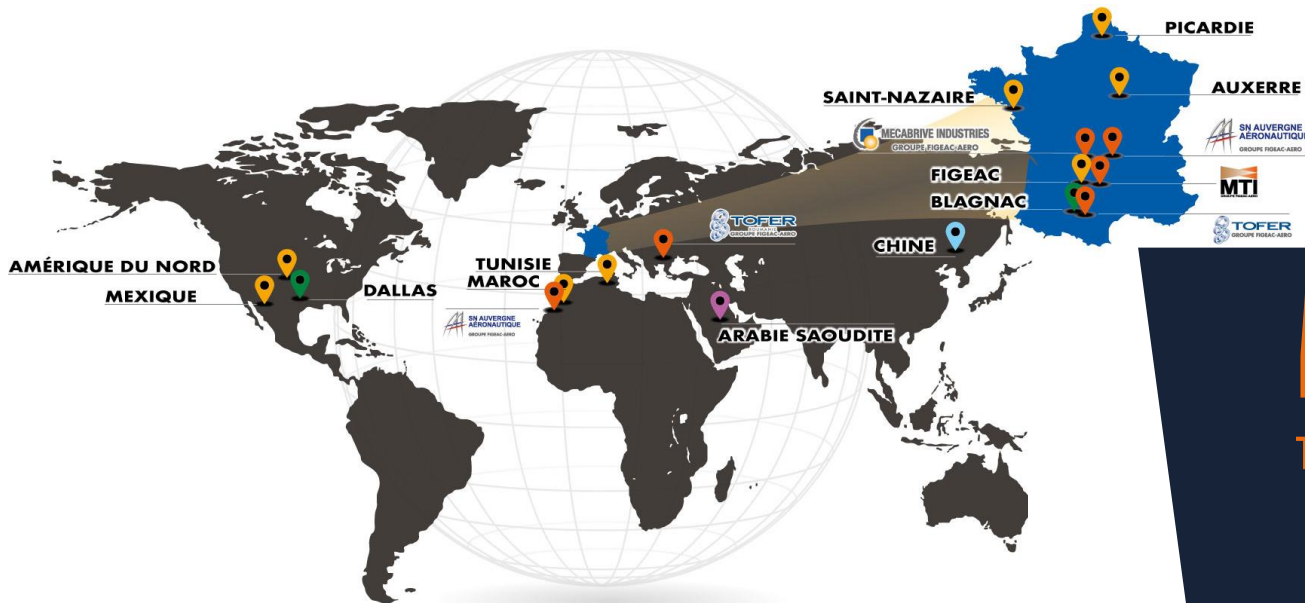 PICARDIE
SAINT-NAZAIRE
AUXERRE
MECABRIVE INDUSTRIES
GROUPE FIGEAC-AERO
SN AUVERGNE
AÉRONAUTIQUE
GROUPE FIGEAC-AERO
FIGEAC
MTI
BLAGNAC
TOFER
GROUPE FIGEAC-AERO
TOFER
ROUMANIE
GROUPE FIGEAC-AERO
CHINE
AMÉRIQUE DU NORD
TUNISIE
MEXIQUE
DALLAS
MAROC
SN AUVERGNE
AÉRONAUTIQUE
GROUPE FIGEAC-AERO
ARABIE SAOUDITE